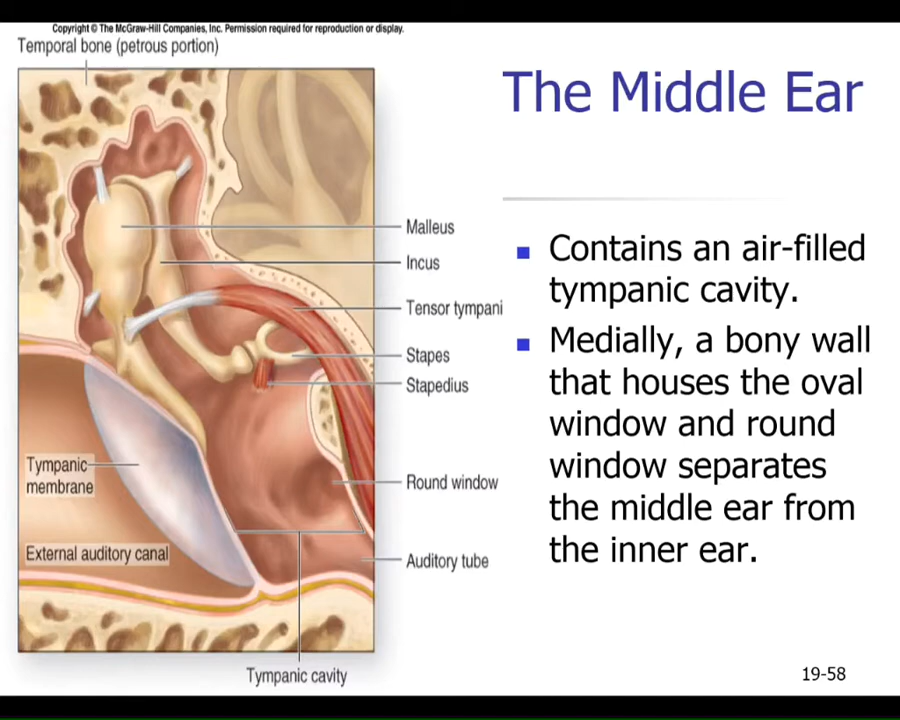 Copyright © The McGraw-Hill Companies, Inc. Permission required for reproduction or display.
Temporal bone (petrous portion)
The Middle Ear
Malleus
Incus
Tensor tympani
Stapes
Stapedius
Tympanic
membrane
Round window
External auditory canal
Auditory tube
Tympanic cavity
Contains an air-filled
tympanic cavity.
Medially, a bony wall
that houses the oval
window and round
window separates
the middle ear from
the inner ear.
19-58